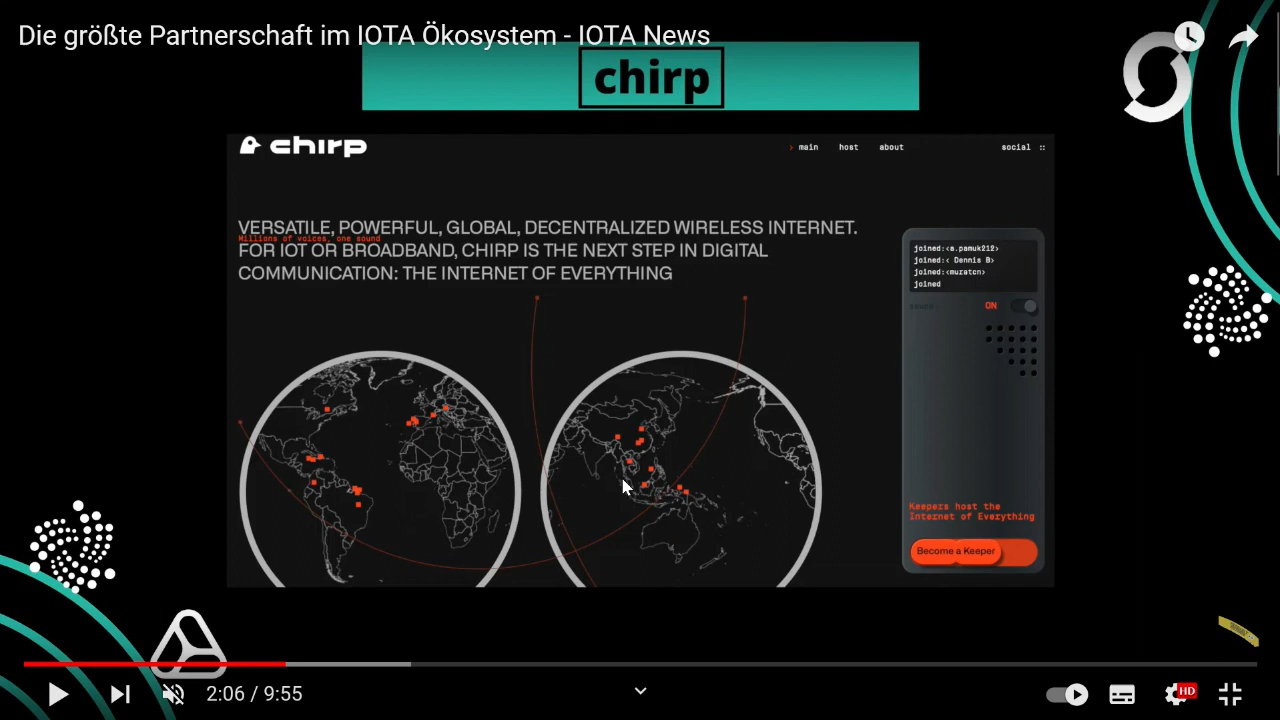 Die größte Partnerschaft im IOTA Ökosystem - IOTA News
chirp
chirp
› main host about social ::
VERSATILE, POWERFUL, GLOBAL, DECENTRALIZED WIRELESS INTERNET.
Millions of voices, one sound
FOR IOT OR BROADBAND, CHIRP IS THE NEXT STEP IN DIGITAL
COMMUNICATION: THE INTERNET OF EVERYTHING
joined:<a.pamuk212>
joined:< Dennis B>
joined:<muratcn>
joined
ON
Keepers host the
Internet of Everything
Become a Keeper
2:06 / 9:55
HD